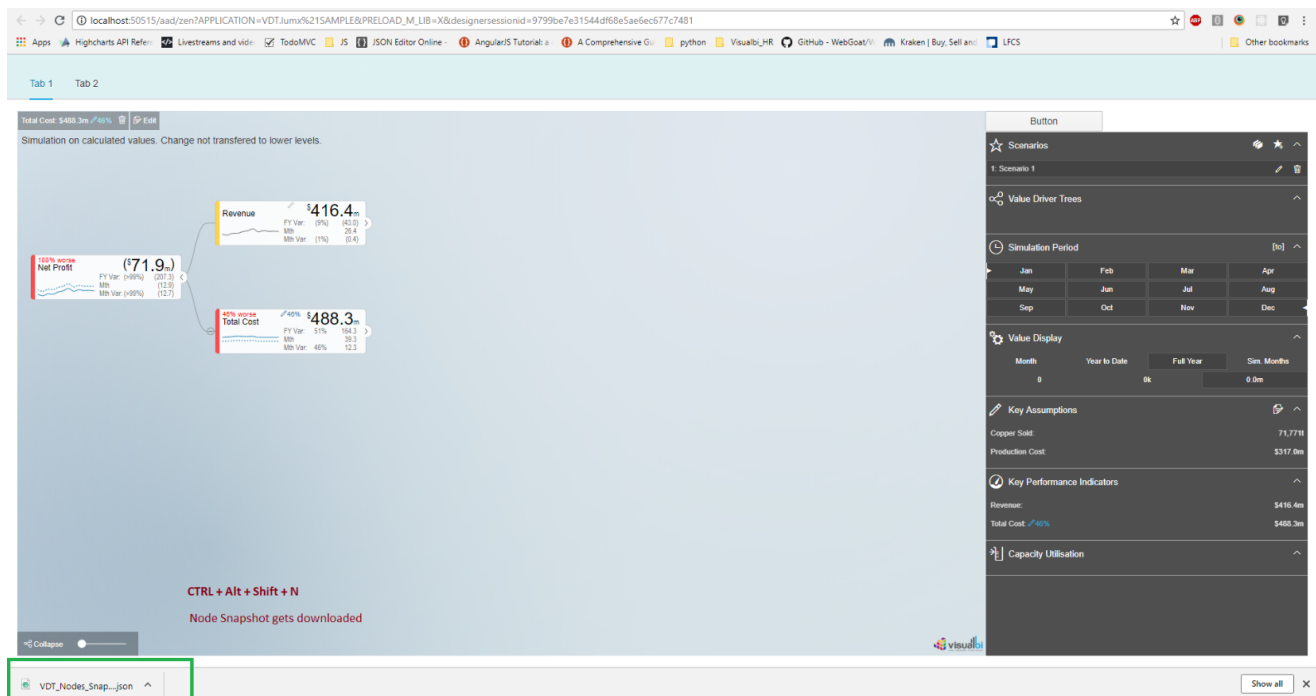 localhost:50515/aad/zen?APPLICATION=VDTJumx%21SAMPLE&PRELOAD_M_LIB=X&designersessionid=9799be7e31544df68e5ae6ec677c7481
Apps Highcharts API Refer Livestreams and vide TodoMVC JS JSON Editor Online - AngularJS Tutorial: a A Comprehensive Gu python Visualbi_HR GitHub - WebGoat/ Kraken | Buy, Sell and LFCS Other bookmarks
Tab 1 Tab 2
Total Cost: $488.3m 46% Edit
Simulation on calculated values. Change not transfered to lower levels.
Revenue $416.4m
FY Var: (9%) (43.0)
Mth 26.4
Mth Var: (1%) (0.4)
188% worse
Net Profit ($71.9m)
FY Var: (>99%) (207.3)
Mth (12.9)
Mth Var: (>99%) (12.7)
46% worse 46%
Total Cost $488.3m
FY Var: 51% 164.3
Mth 39.3
Mth Var: 46% 12.3
CTRL + Alt + Shift + N
Node Snapshot gets downloaded
Collapse
visualbi
Button
Scenarios
1: Scenario 1
Value Driver Trees
Simulation Period [to]
Jan Feb Mar Apr
May Jun Jul Aug
Sep Oct Nov Dec
Value Display
Month Year to Date Full Year Sim. Months
0 0k 0.0m
Key Assumptions
Copper Sold: 71,771t
Production Cost: $317.0m
Key Performance Indicators
Revenue: $416.4m
Total Cost: 46% $488.3m
Capacity Utilisation
VDT_Nodes_Snap....json Show all